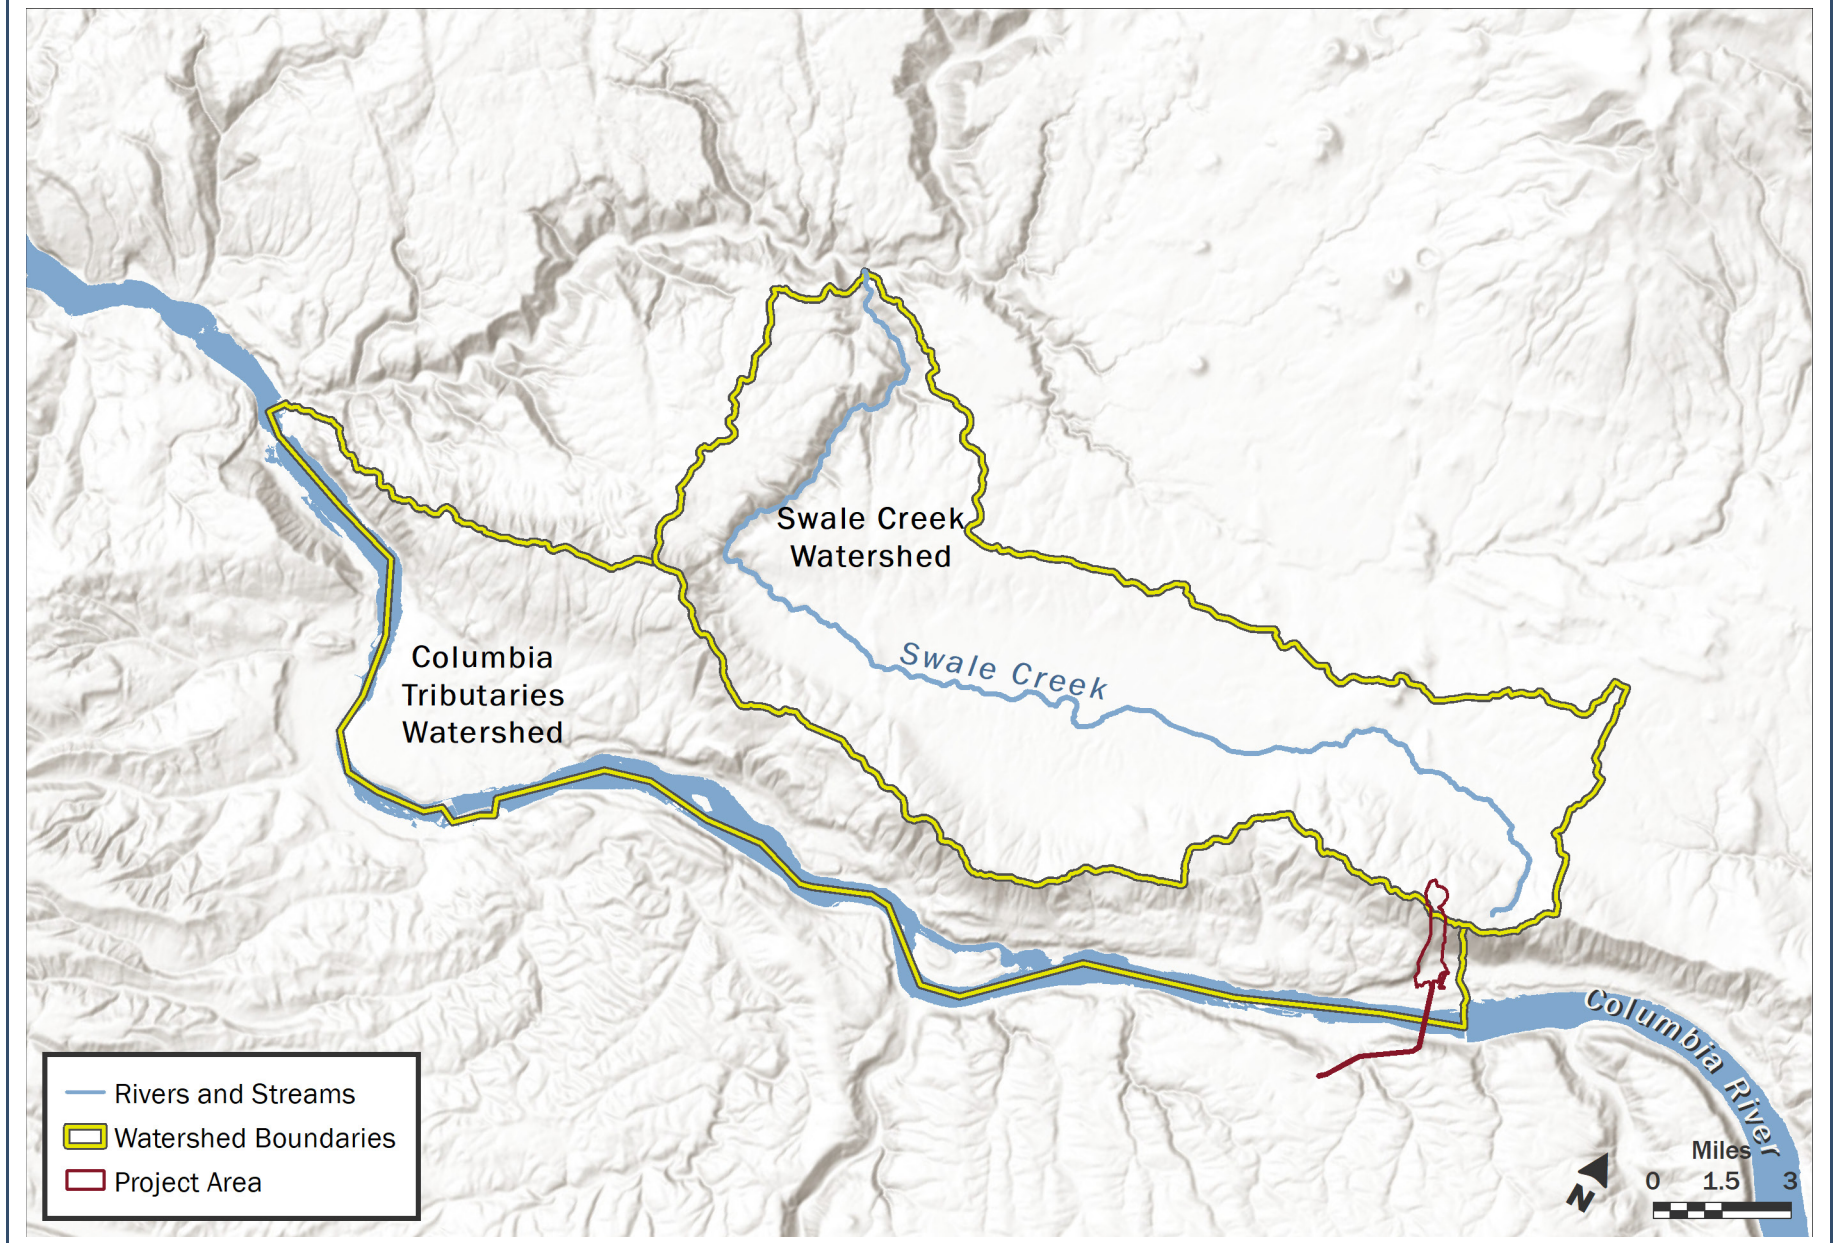 Swale Creek
Watershed
Swale Creek
Columbia
Tributaries
Watershed
Columbia River
Rivers and Streams
Watershed Boundaries
Project Area
N
Miles
0 1.5 3